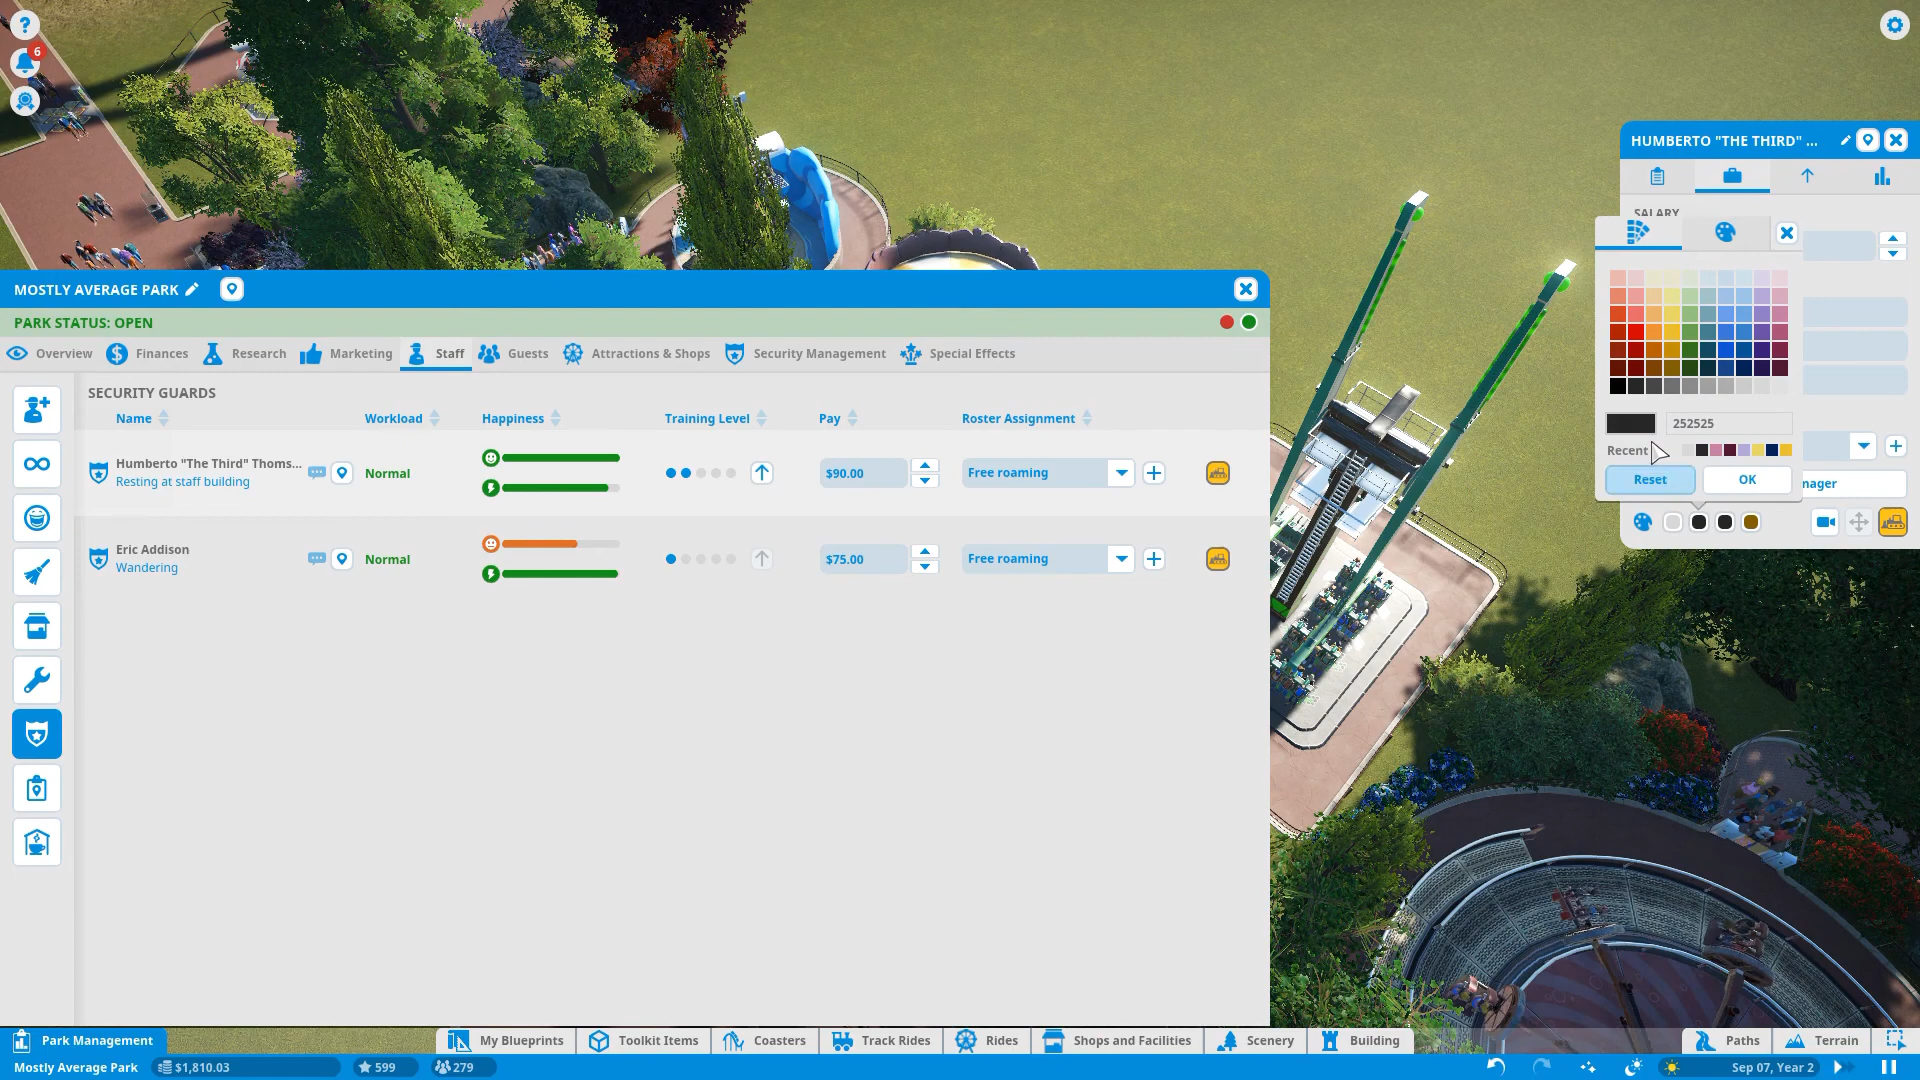 6
HUMBERTO "THE THIRD" ...
SALARY
MOSTLY AVERAGE PARK
PARK STATUS: OPEN
Overview Finances Research Marketing Staff Guests Attractions & Shops Security Management Special Effects
SECURITY GUARDS
Name Workload Happiness Training Level Pay Roster Assignment
Humberto "The Third" Thoms...
Resting at staff building
Normal
$90.00
Free roaming
Eric Addison
Wandering
Normal
$75.00
Free roaming
252525
Recent
Reset OK
nager
Park Management My Blueprints Toolkit Items Coasters Track Rides Rides Shops and Facilities Scenery Building Paths Terrain
Mostly Average Park $1,810.03 599 279 Sep 07, Year 2